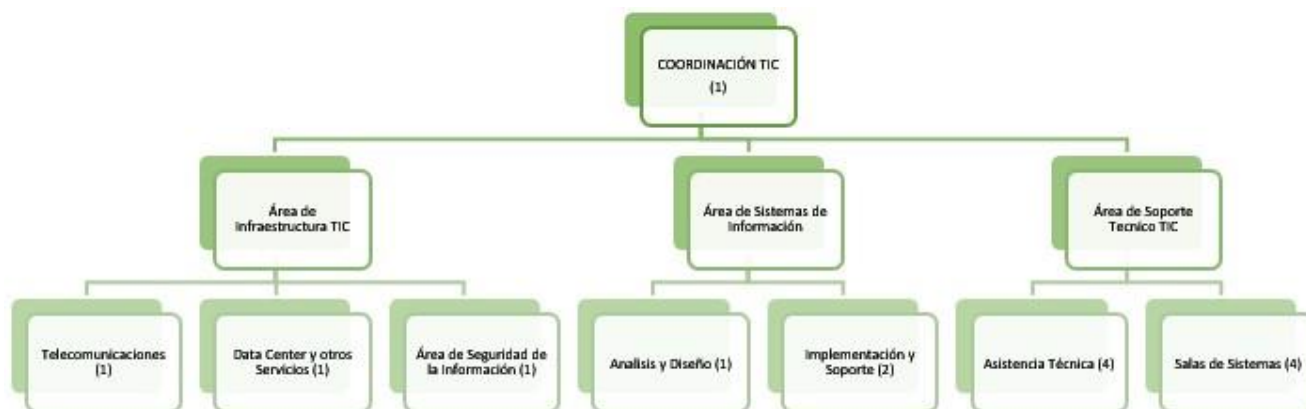 COORDINACIÓN TIC
(1)
Área de
Infraestructura TIC
Área de Sistemas de
Información
Área de Soporte
Tecnico TIC
Telecomunicaciones
(1)
Data Center y otros
Servicios (1)
Área de Seguridad de
la Información (1)
Analisis y Diseño (1)
Implementación y
Soporte (2)
Asistencia Técnica (4)
Salas de Sistemas (4)